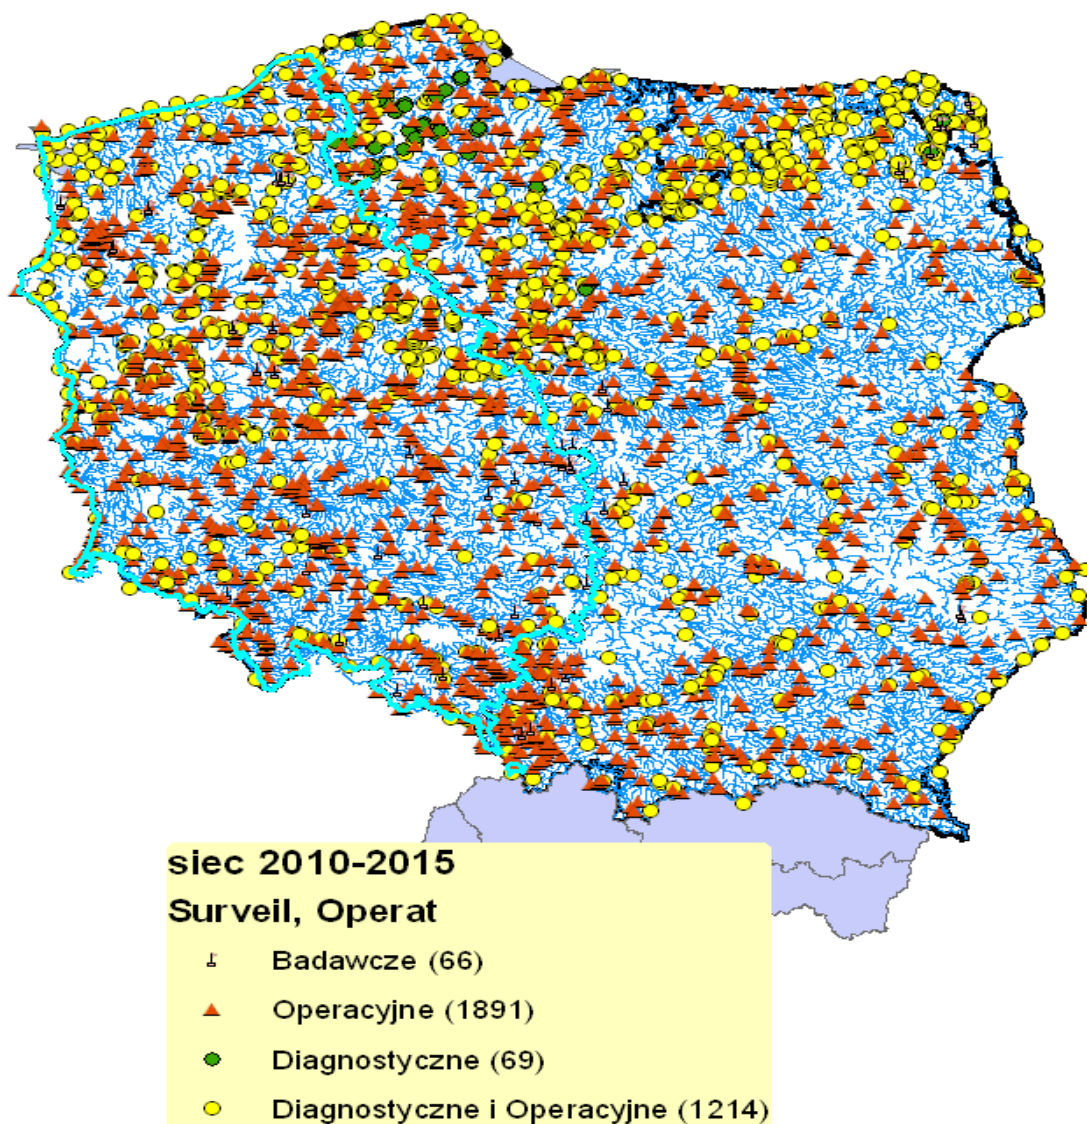 siec 2010-2015
Surveil, Operat
Badawcze (66)
Operacyjne (1891)
Diagnostyczne (69)
Diagnostyczne i Operacyjne (1214)